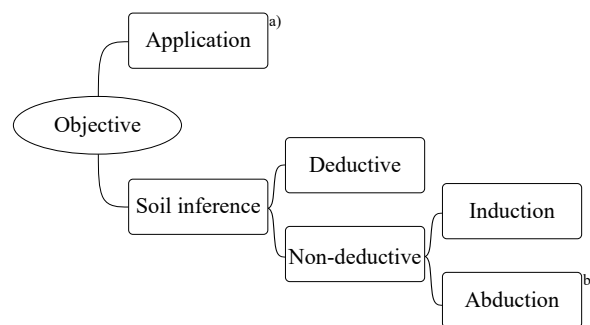 Application a)
Objective
Deductive
Soil inference
Induction
Non-deductive
Abduction b